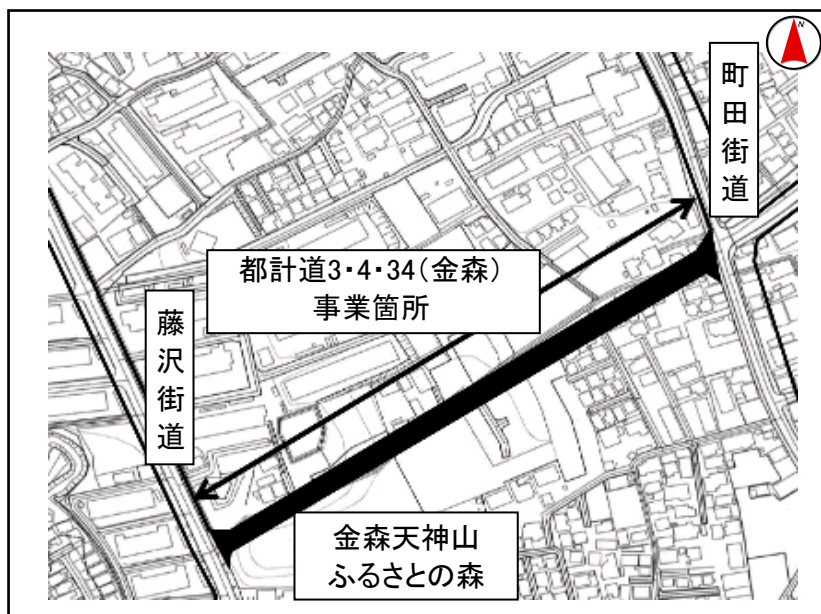 N
町田街道
都計道3・4・34(金森)
事業箇所
藤沢街道
金森天神山
ふるさとの森